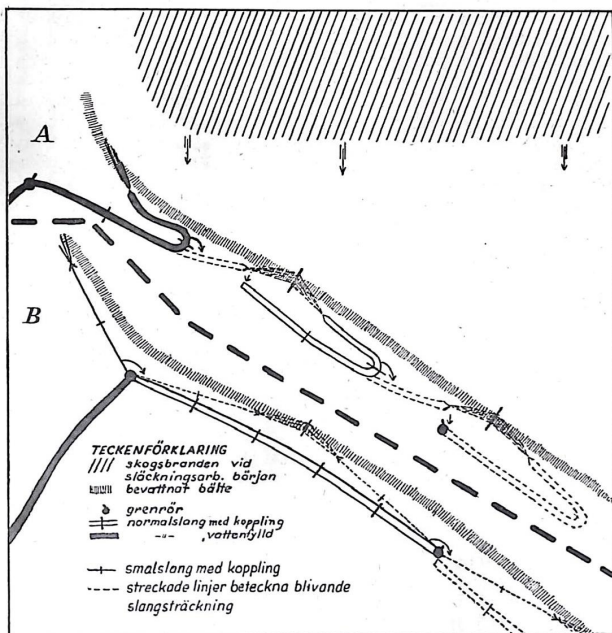 A
B
TECKENFÖRKLARING
skogsbranden vid
släckningsarb. början
bevattnat bälte
grenrör
normalslang med koppling
-"- , vattenfylld
smalslang med koppling
streckade linjer beteckna blivande
slangsträckning